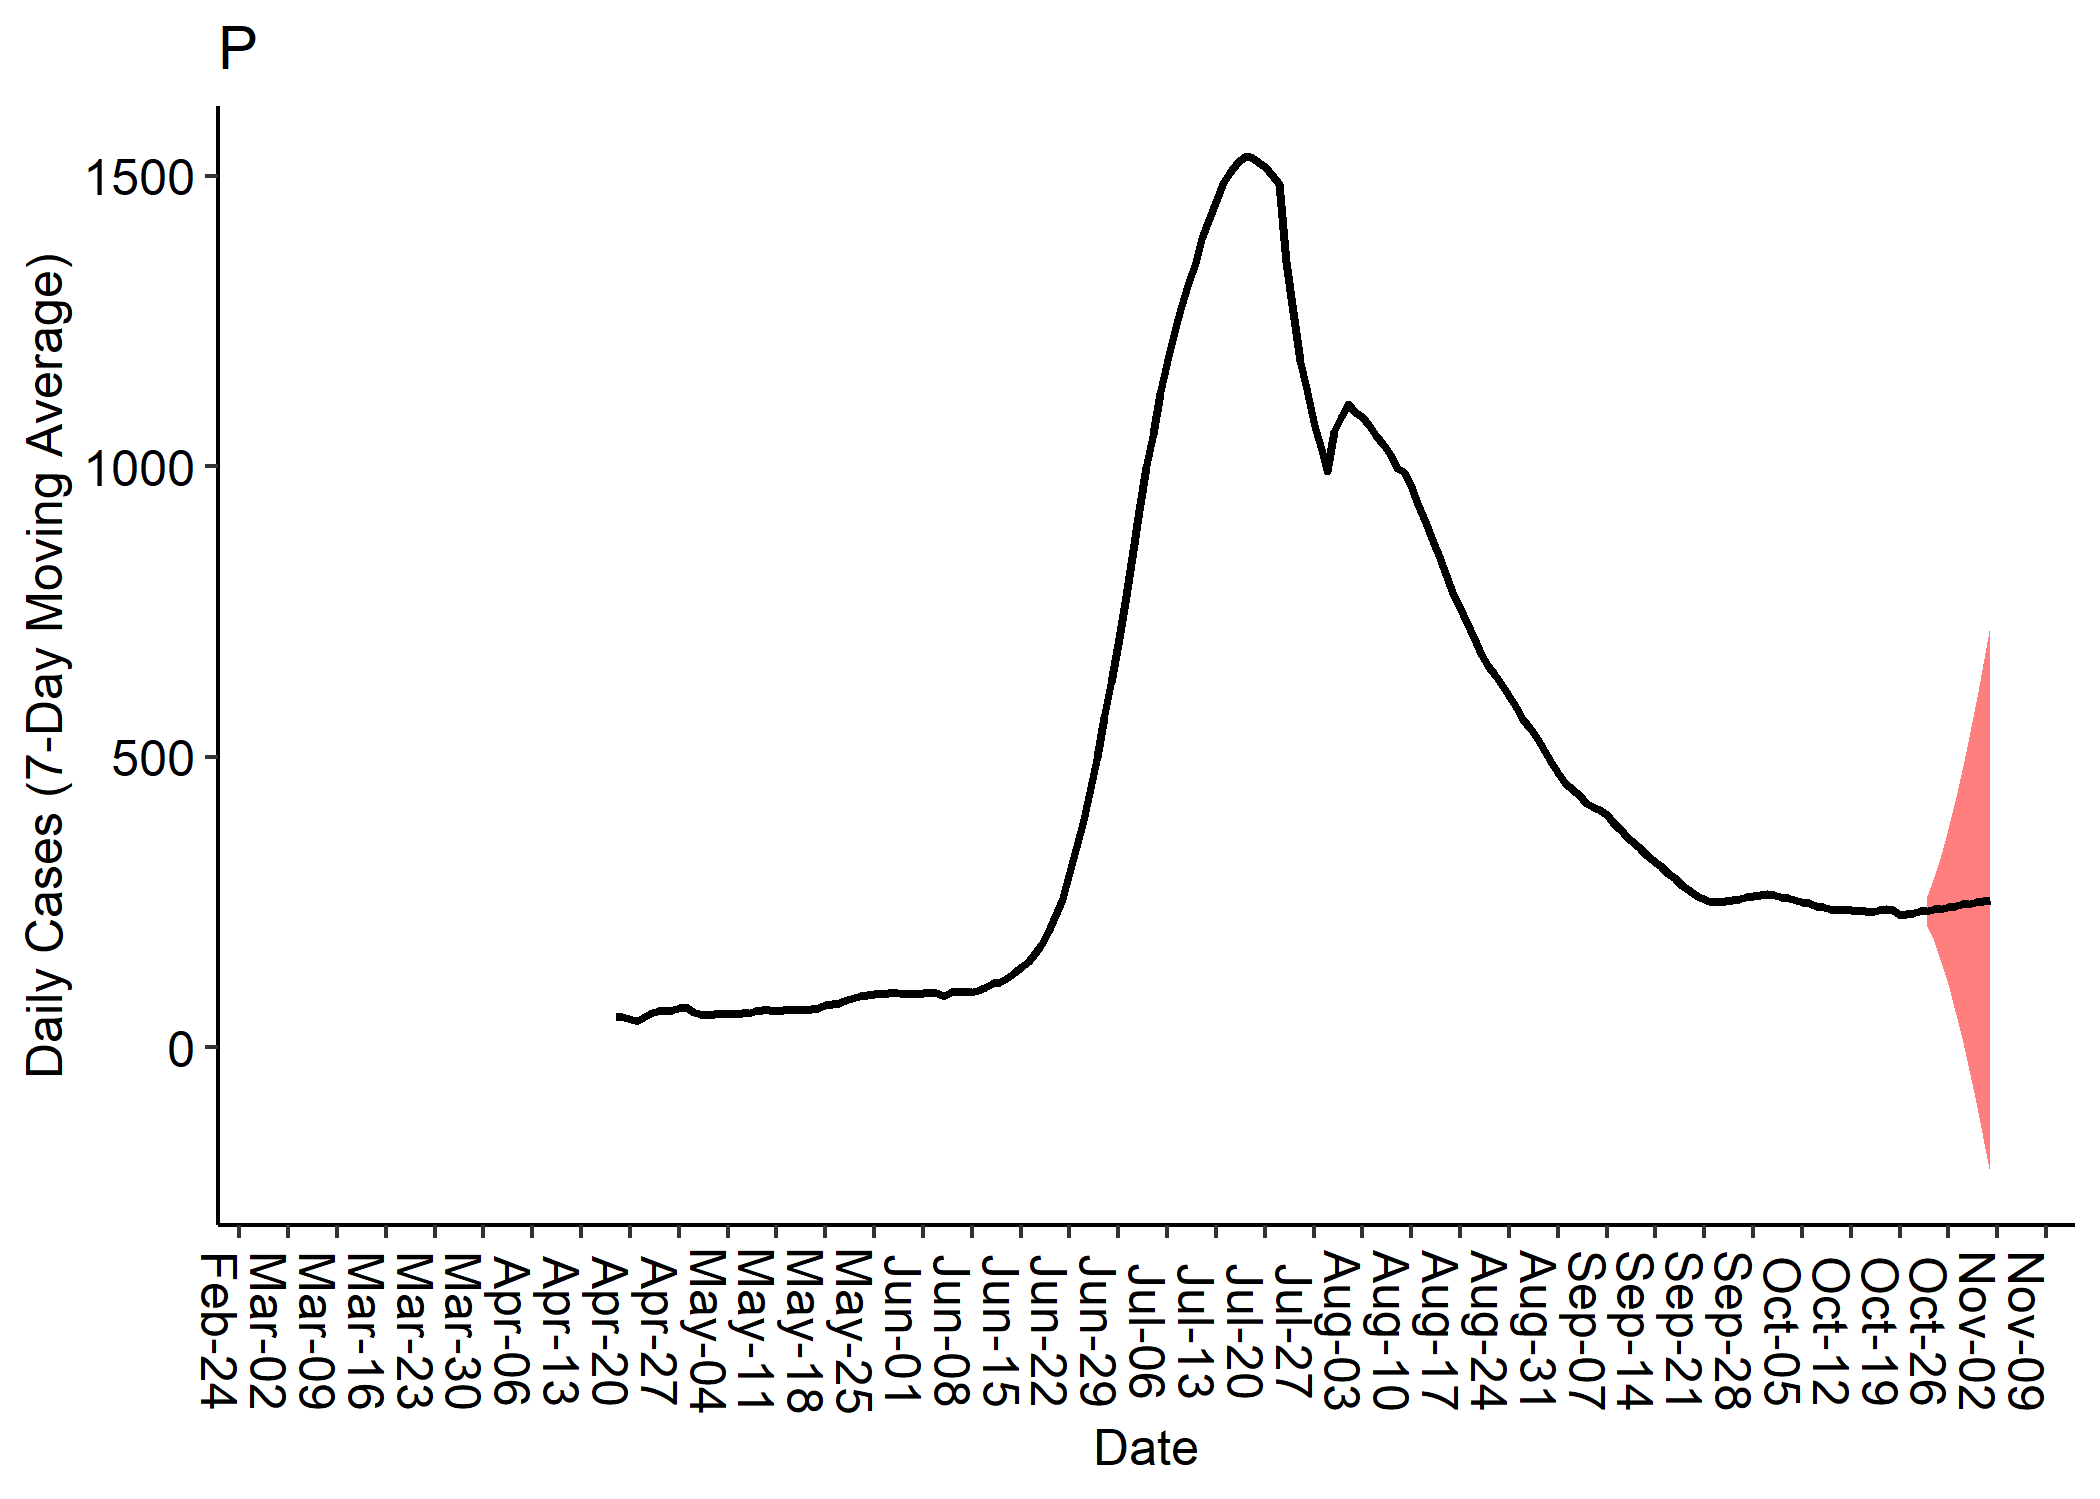 P
Daily Cases (7-Day Moving Average)
1500
1000
500
0
Feb-24
Mar-02
Mar-09
Mar-16
Mar-23
Mar-30
Apr-06
Apr-13
Apr-20
Apr-27
May-04
May-11
May-18
May-25
Jun-01
Jun-08
Jun-15
Jun-22
Jun-29
Jul-06
Jul-13
Jul-20
Jul-27
Aug-03
Aug-10
Aug-17
Aug-24
Aug-31
Sep-07
Sep-14
Sep-21
Sep-28
Oct-05
Oct-12
Oct-19
Oct-26
Nov-02
Nov-09
Date